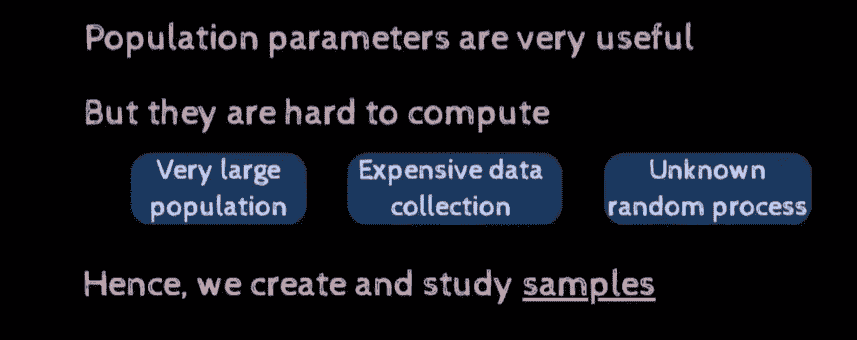 Population parameters are very useful
But they are hard to compute
Very large
population
Expensive data
collection
Unknown
random process
Hence, we create and study samples